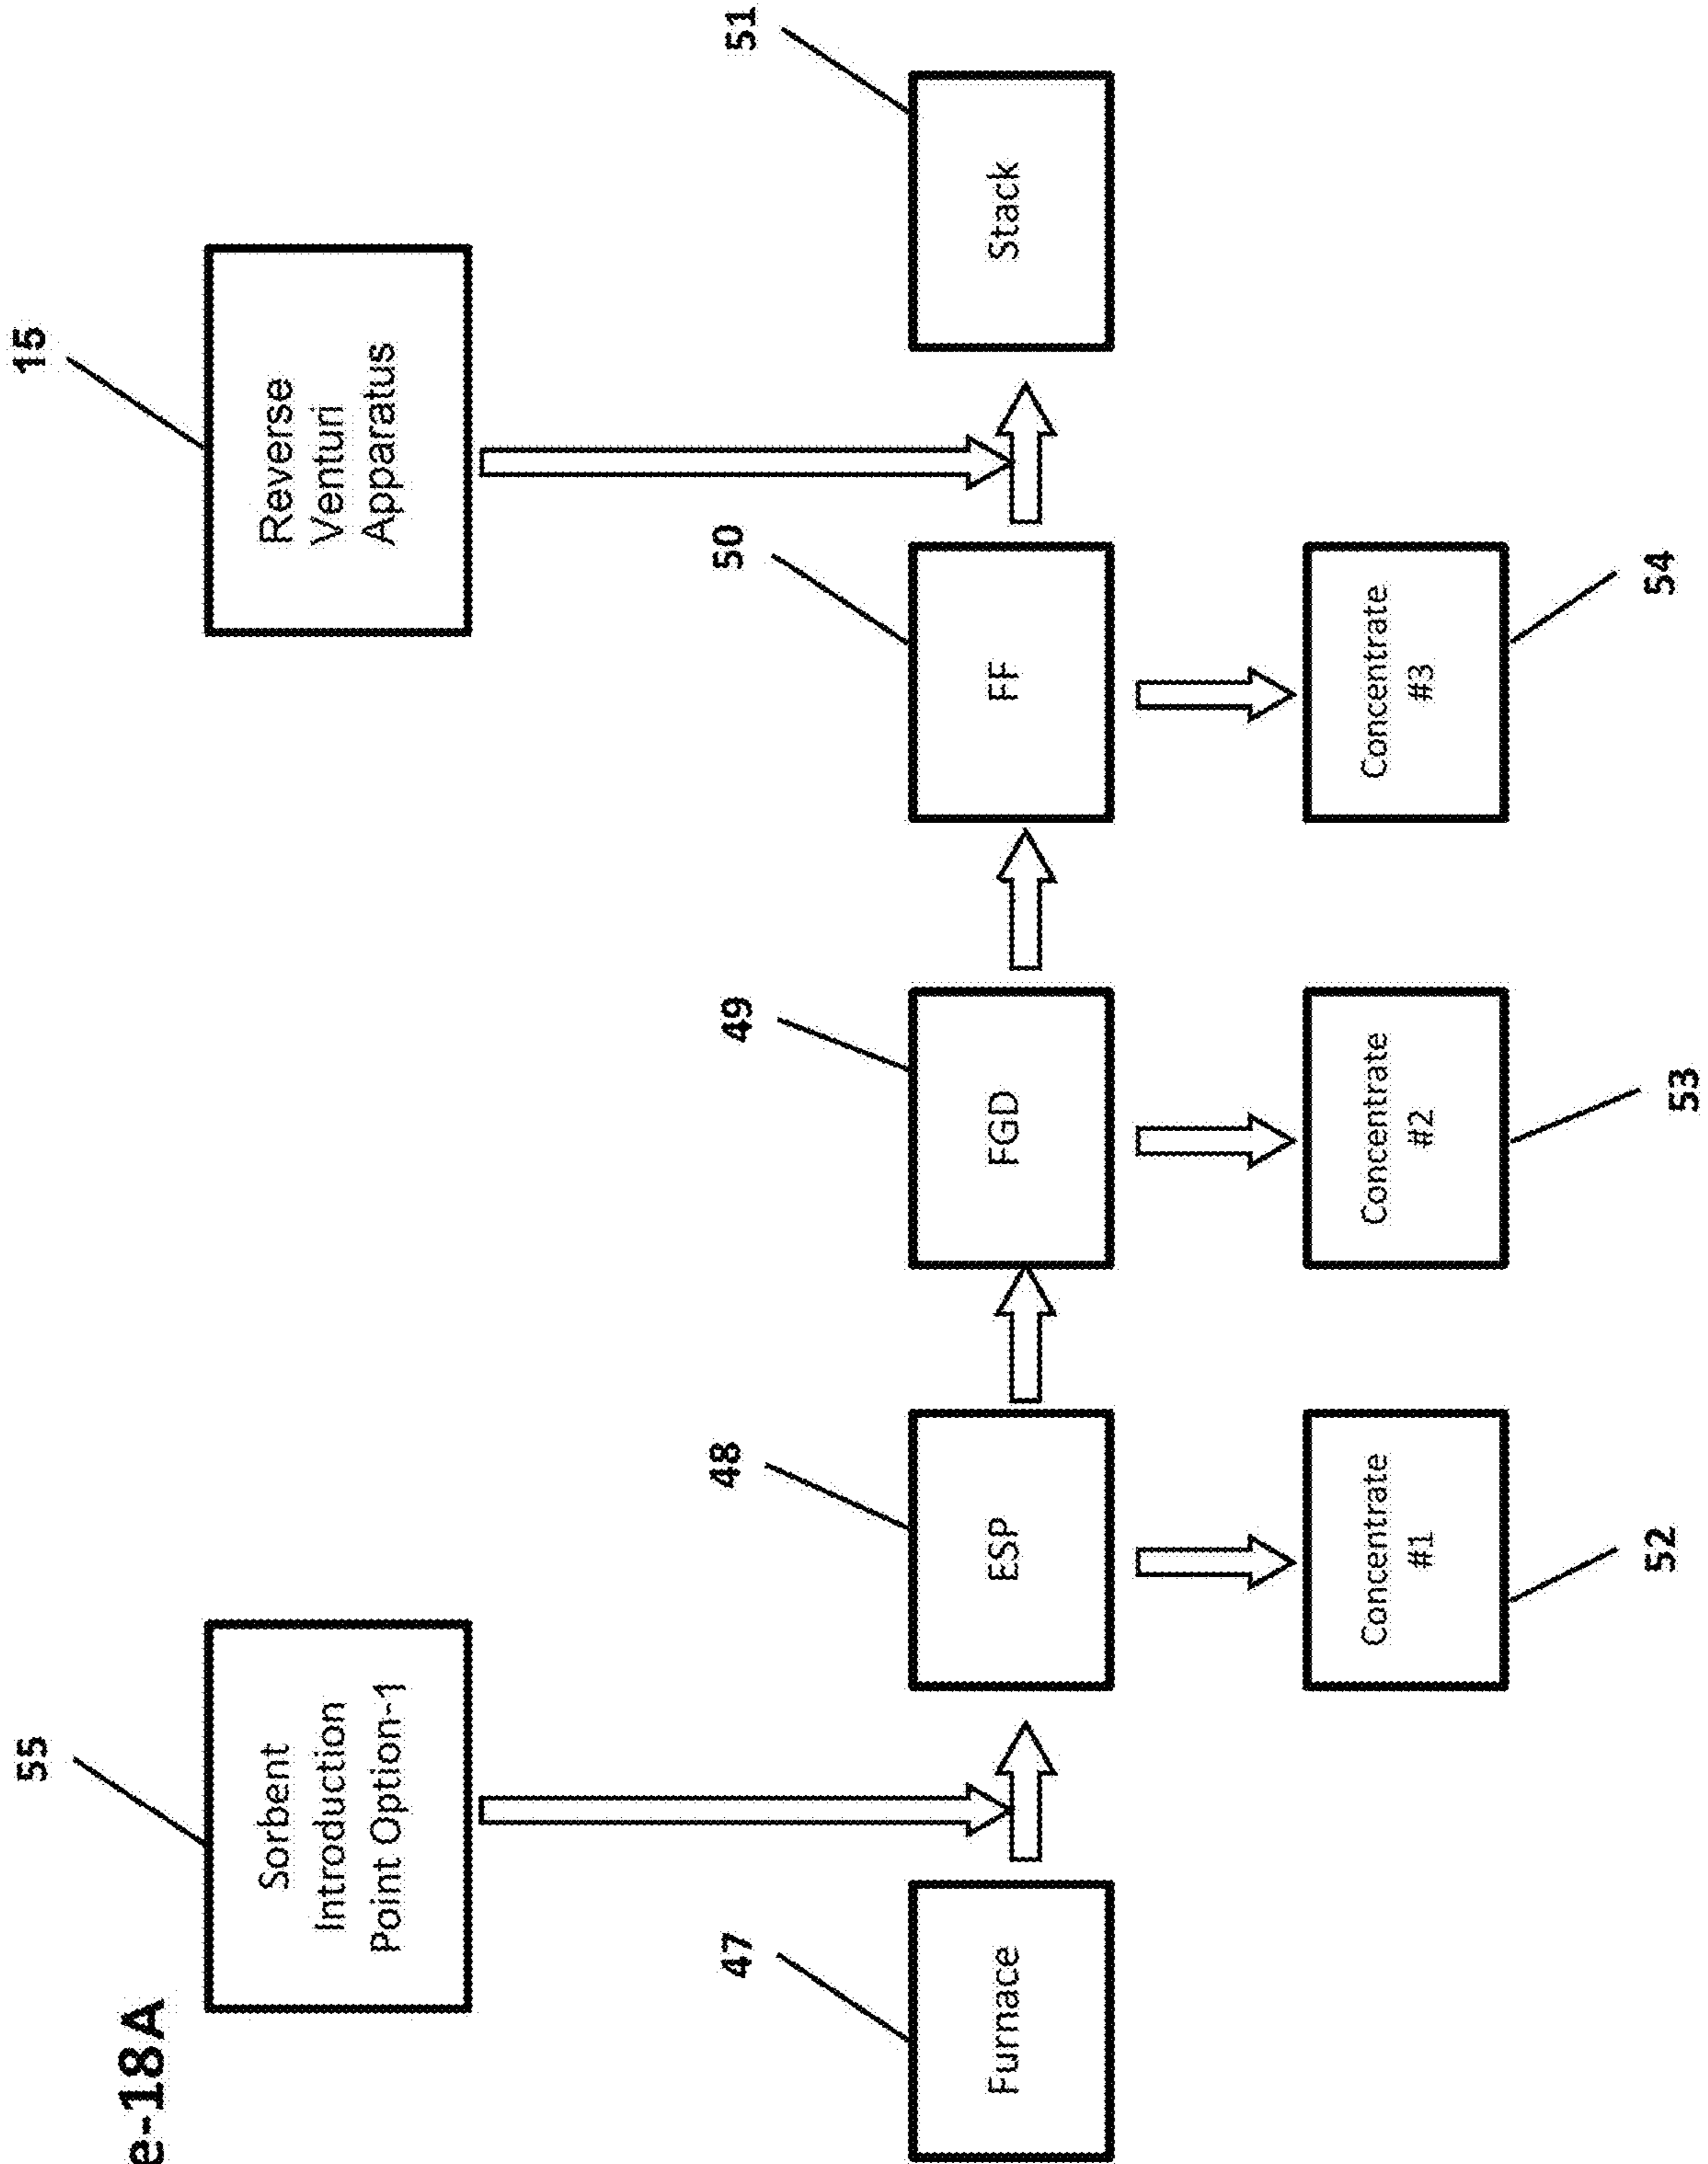 55
15
e-18A
Sorbent
Introduction
Point Option-1
Reverse
Venturi
Apparatus
47
48
49
50
51
Furnace
ESP
FGD
FF
Stack
Concentrate
#1
Concentrate
#2
Concentrate
#3
52
53
54